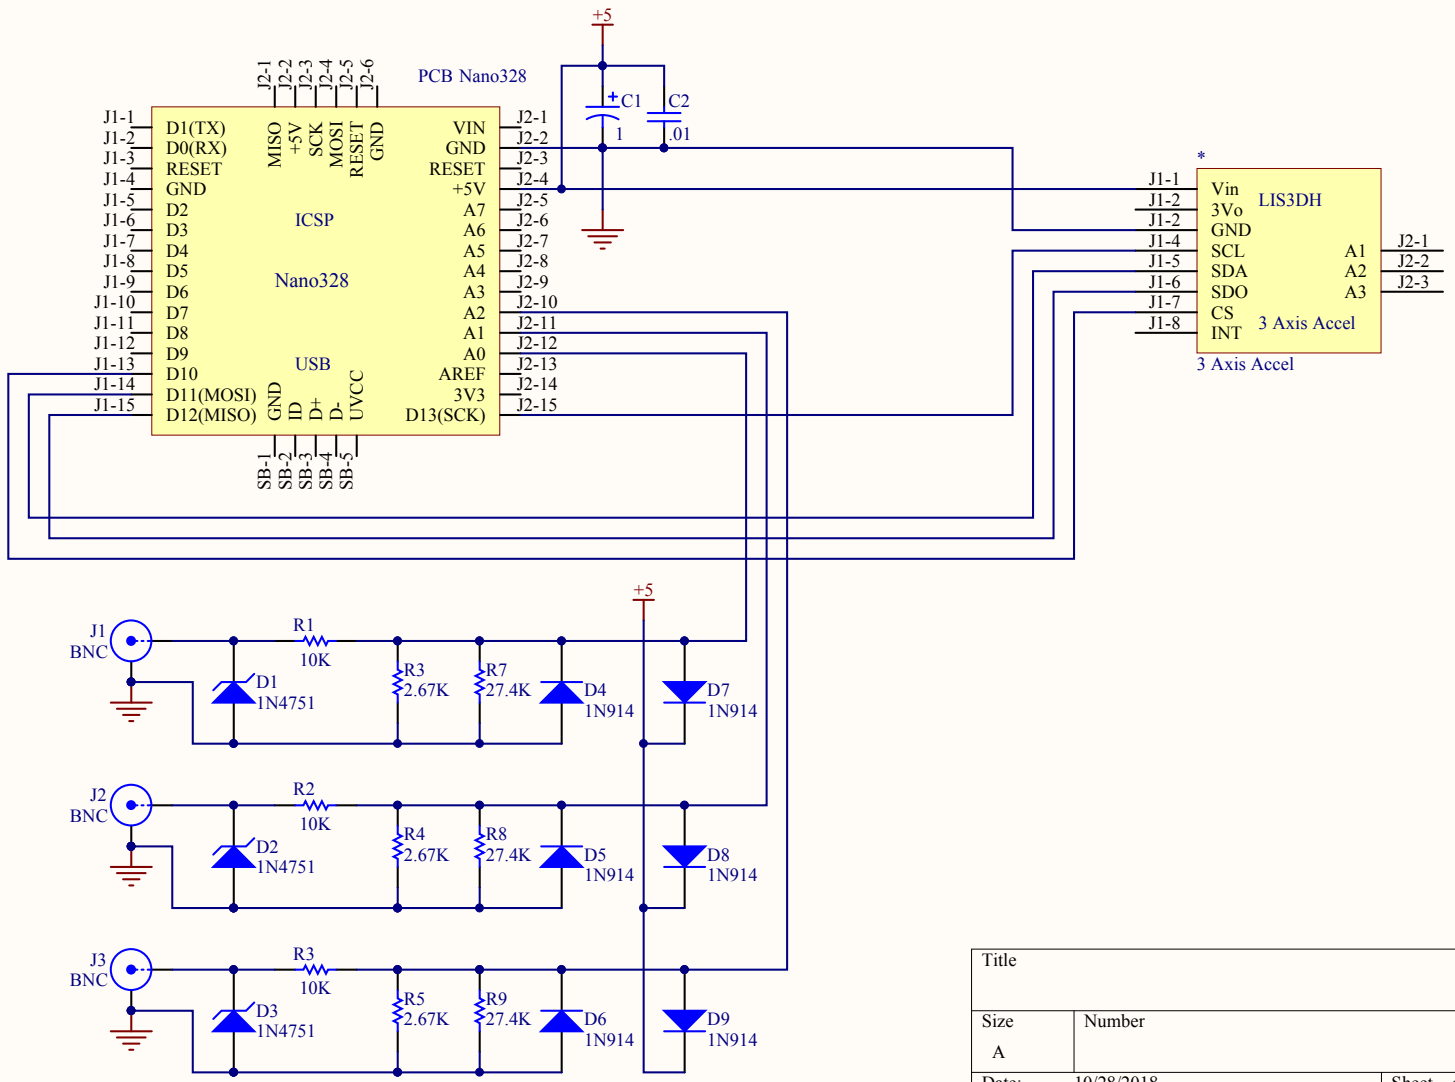 +5
PCB Nano328
J2-1
J2-2
J2-3
J2-4
J2-5
J2-6
MISO
+5V
SCK
MOSI
RESET
GND
J1-1 D1(TX)
J1-2 D0(RX)
J1-3 RESET
J1-4 GND
J1-5 D2
J1-6 D3
J1-7 D4
J1-8 D5
J1-9 D6
J1-10 D7
J1-11 D8
J1-12 D9
J1-13 D10
J1-14 D11(MOSI)
J1-15 D12(MISO)
ICSP
Nano328
USB
VIN J2-1
GND J2-2
RESET J2-3
+5V J2-4
A7 J2-5
A6 J2-6
A5 J2-7
A4 J2-8
A3 J2-9
A2 J2-10
A1 J2-11
A0 J2-12
AREF J2-13
3V3 J2-14
D13(SCK) J2-15
GND
ID
D+
D-
UVCC
SB-1
SB-2
SB-3
SB-4
SB-5
+ C1
1
C2
.01
*
J1-1 Vin
J1-2 3Vo
J1-2 GND
J1-4 SCL
J1-5 SDA
J1-6 SDO
J1-7 CS
J1-8 INT
LIS3DH
A1 J2-1
A2 J2-2
A3 J2-3
3 Axis Accel
3 Axis Accel
+5
J1
BNC
R1
10K
D1
1N4751
R3
2.67K
R7
27.4K
D4
1N914
D7
1N914
J2
BNC
R2
10K
D2
1N4751
R4
2.67K
R8
27.4K
D5
1N914
D8
1N914
J3
BNC
R3
10K
D3
1N4751
R5
2.67K
R9
27.4K
D6
1N914
D9
1N914
Title
Size Number
A
Date: 10/28/2018 Sheet